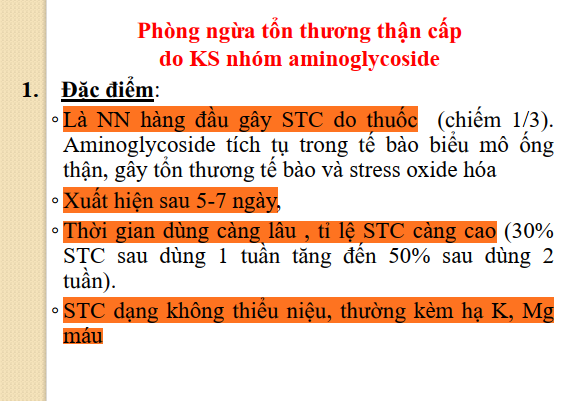 Phòng ngừa tổn thương thận cấp
do KS nhóm aminoglycoside
1. Đặc điểm:
◦Là NN hàng đầu gây STC do thuốc (chiếm 1/3).
Aminoglycoside tích tụ trong tế bào biểu mô ống
thận, gây tổn thương tế bào và stress oxide hóa
◦Xuất hiện sau 5-7 ngày,
◦Thời gian dùng càng lâu , tỉ lệ STC càng cao (30%
STC sau dùng 1 tuần tăng đến 50% sau dùng 2
tuần).
◦STC dạng không thiểu niệu, thường kèm hạ K, Mg
máu